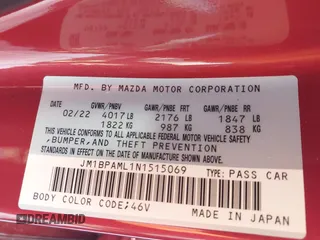 MFD. BY MAZDA MOTOR CORPORATION
GVWR/PNBV GAWR/PNBE FRT GAWR/PNBE RR
02/22 4017LB 2176 LB 1847 LB
1822 KG 987 KG 838 KG
THIS VEHICLE CONFORMS TO ALL APPLICABLE FEDERAL MOTOR VEHICLE SAFETY,
BUMPER, AND THEFT PREVENTION
STANDARDS IN EFFECT ON THE DATE OF MANUFACTURE SHOWN ABOVE.
JM1BPAML1N1515069 TYPE: PASS CAR
BODY COLOR CODE: 46V
MADE IN JAPAN
DREAMBID